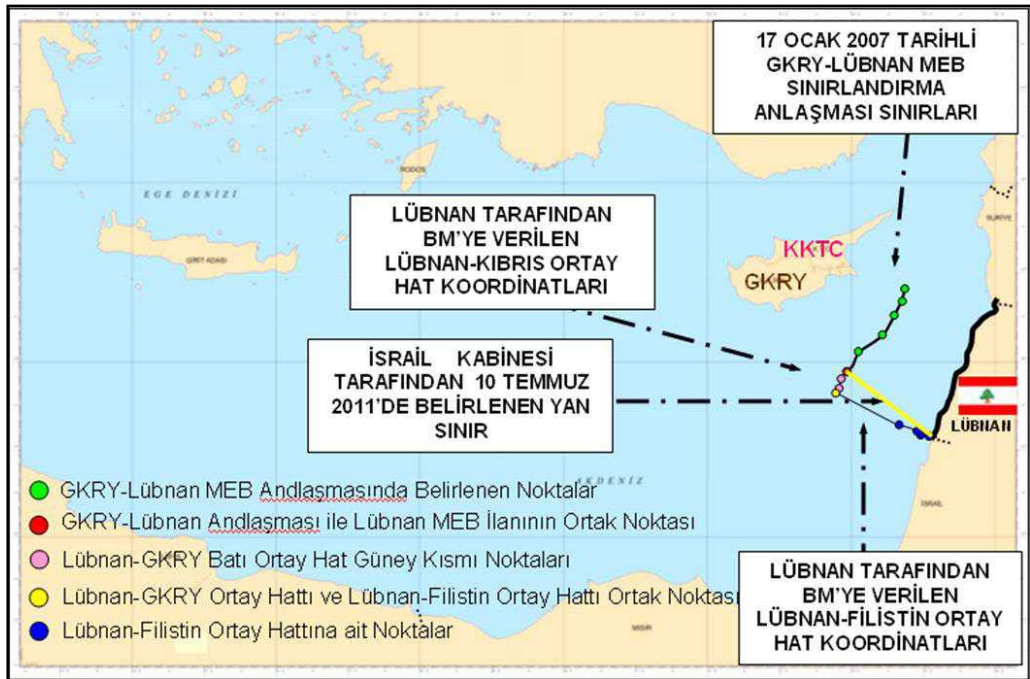 17 OCAK 2007 TARİHLİ
GKRY-LÜBNAN MEB
SINIRLANDIRMA
ANLAŞMASI SINIRLARI
EGE DENİZİ
RODOS
GİRİT ADASI
LÜBNAN TARAFINDAN
BM'YE VERİLEN
LÜBNAN-KIBRIS ORTAY
HAT KOORDİNATLARI
KKTC
GKRY
SURİYE
İSRAİL KABİNESİ
TARAFINDAN 10 TEMMUZ
2011'DE BELİRLENEN YAN
SINIR
LÜBNAN
AKDENİZ
İSRAİL
GKRY-Lübnan MEB Andlaşmasında Belirlenen Noktalar
GKRY-Lübnan Andlaşması ile Lübnan MEB İlanının Ortak Noktası
Lübnan-GKRY Batı Ortay Hat Güney Kısmı Noktaları
Lübnan-GKRY Ortay Hattı ve Lübnan-Filistin Ortay Hattı Ortak Noktası
Lübnan-Filistin Ortay Hattına ait Noktalar
MISIR
LÜBNAN TARAFINDAN
BM'YE VERİLEN
LÜBNAN-FİLİSTİN ORTAY
HAT KOORDİNATLARI